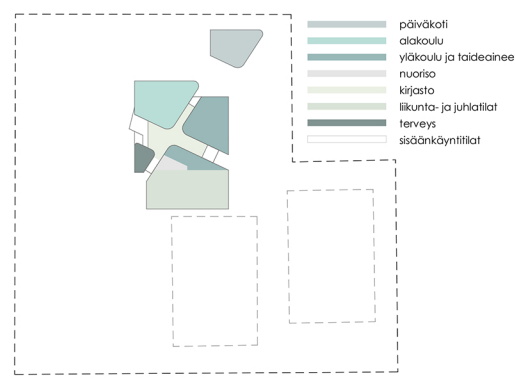 päiväkoti
alakoulu
yläkoulu ja taideainee
nuoriso
kirjasto
liikunta- ja juhlatilat
terveys
sisäänkäyntitilat